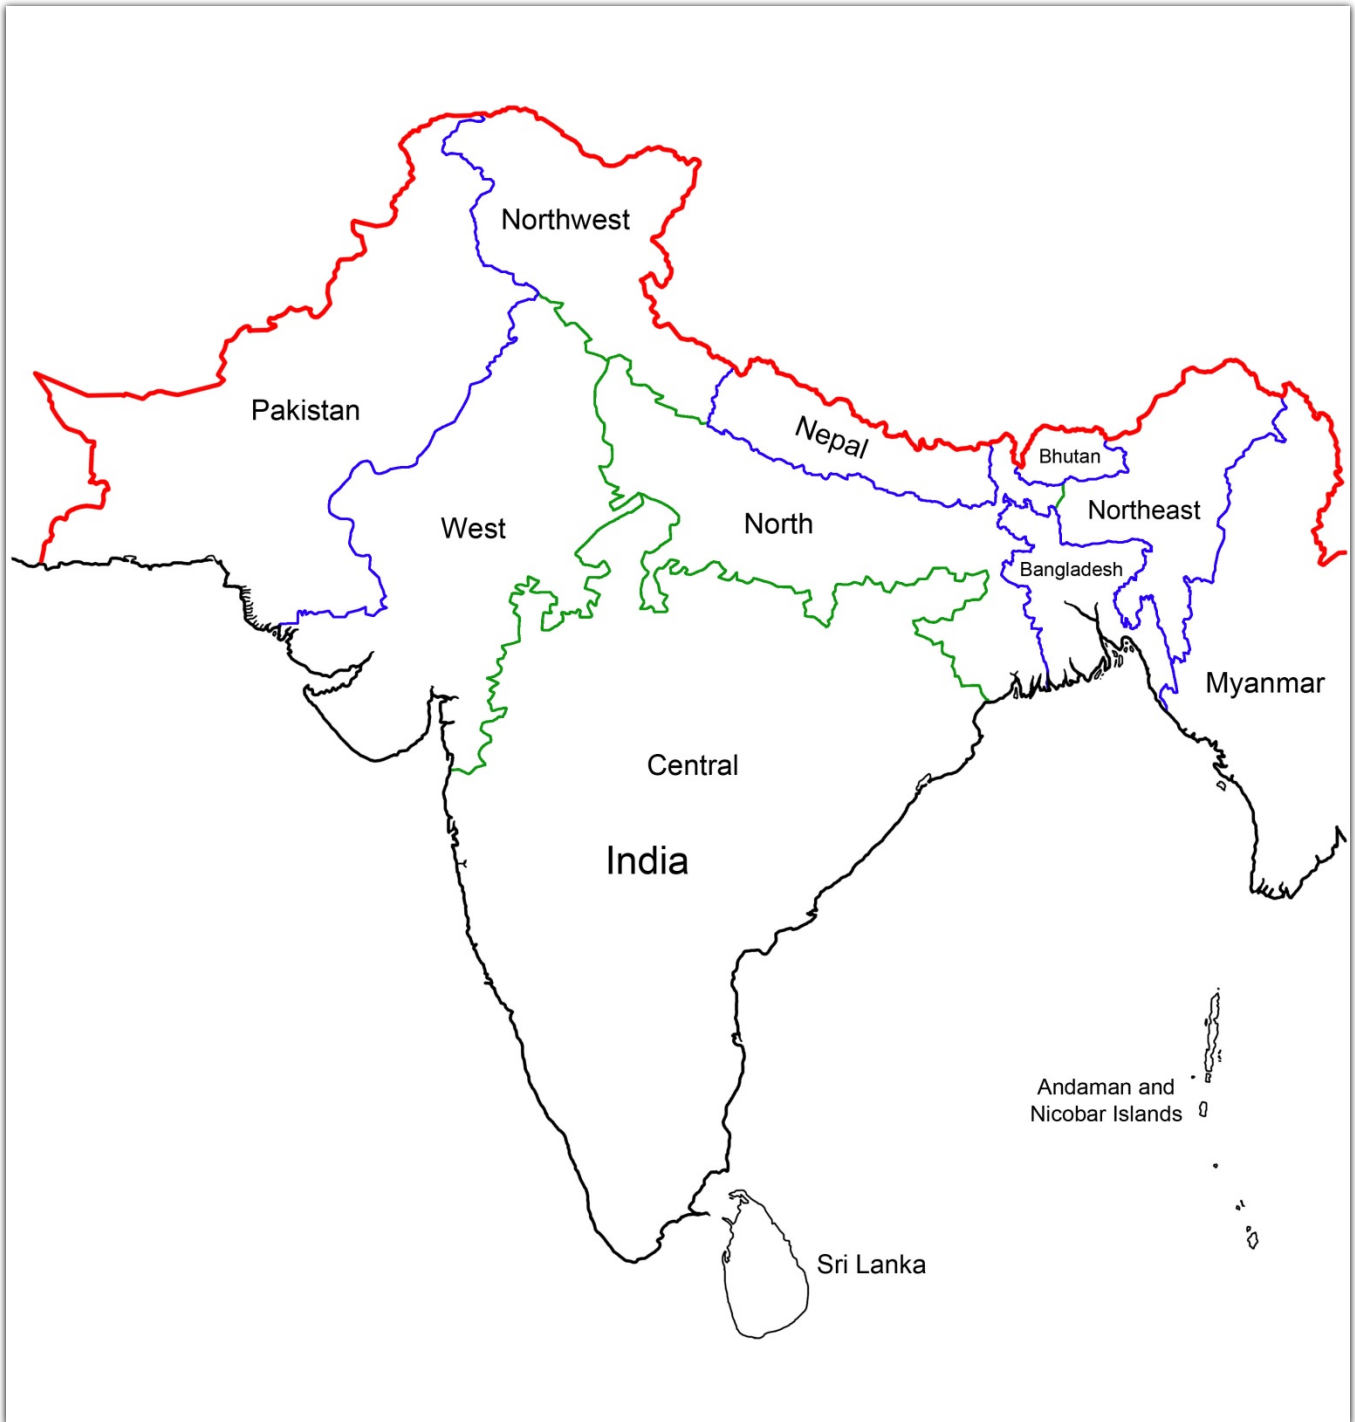 Northwest
Pakistan
Nepal
Bhutan
West
North
Northeast
Bangladesh
Myanmar
Central
India
Andaman and
Nicobar Islands
Sri Lanka